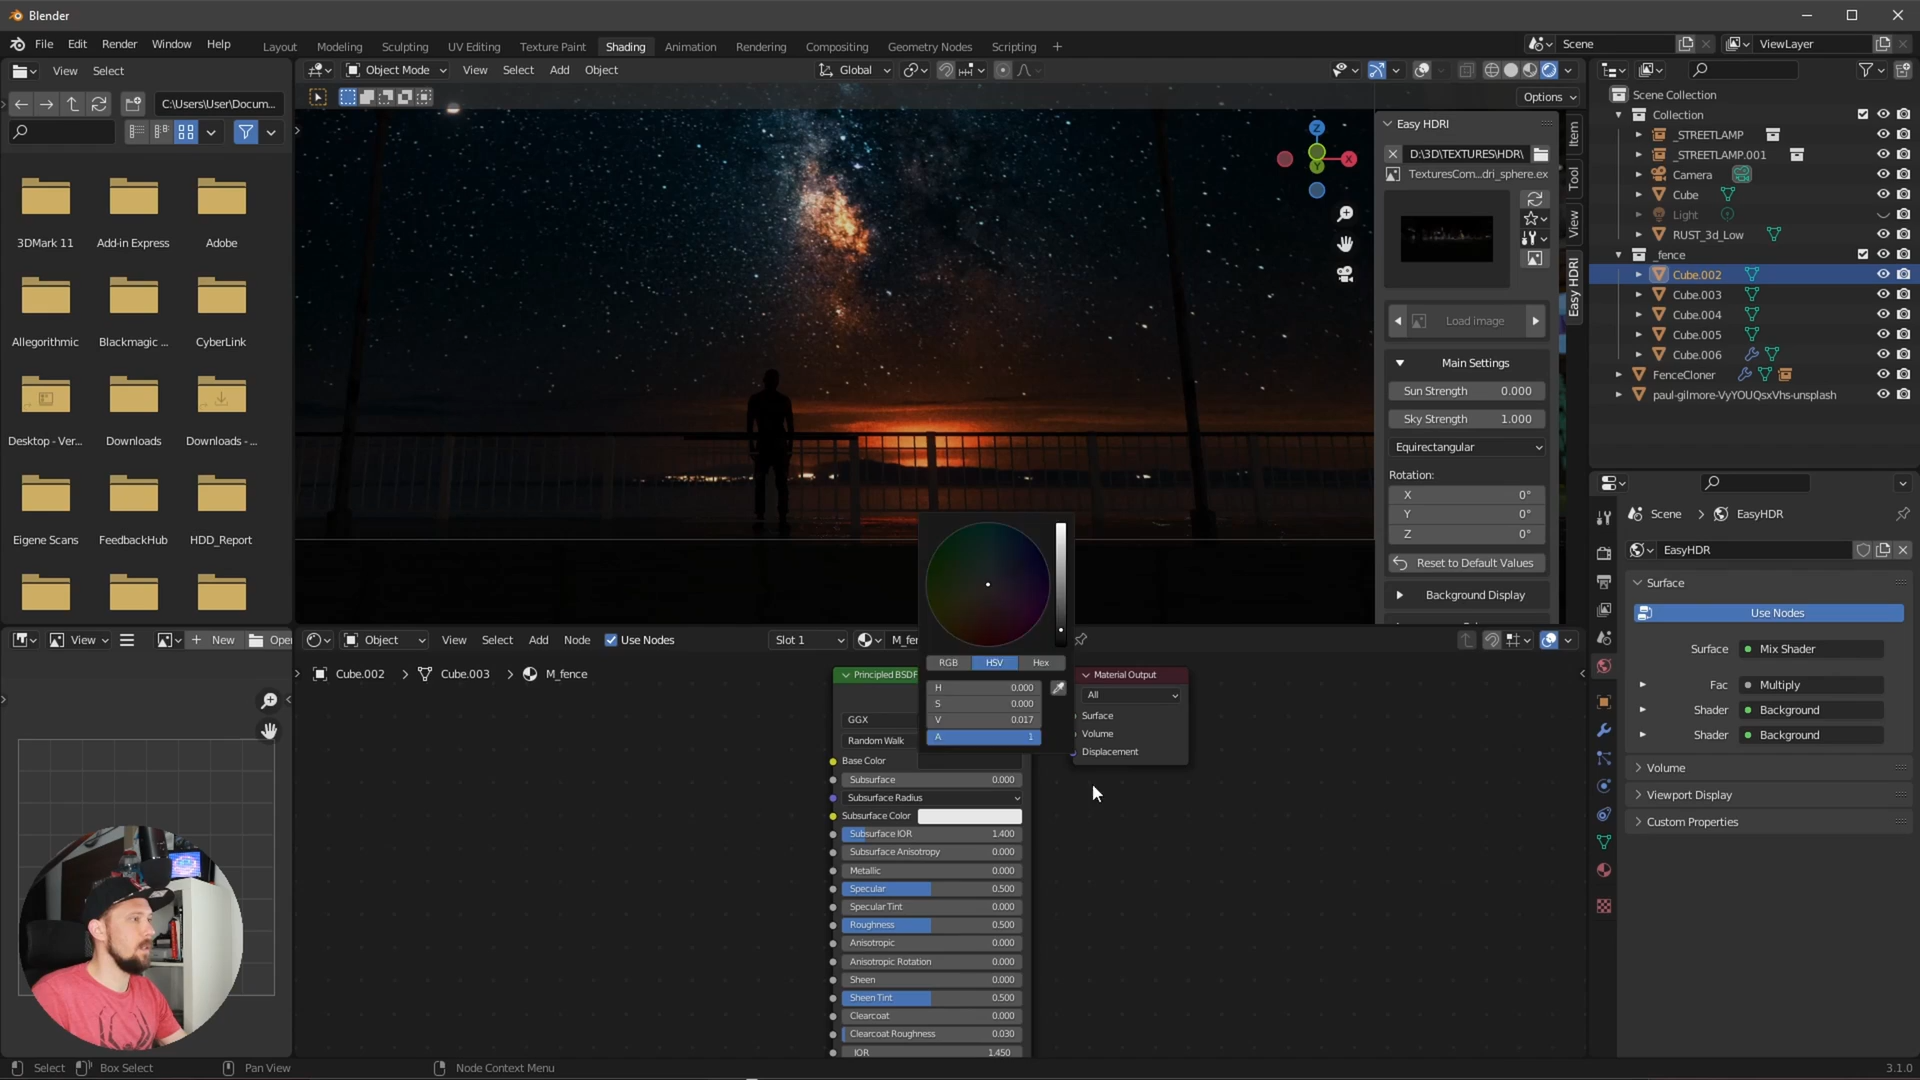 Blender
File Edit Render Window Help
Layout Modeling Sculpting UV Editing Texture Paint Shading Animation Rendering Compositing Geometry Nodes Scripting +
Scene
ViewLayer
View Select
C:\Users\User\Docum...
3DMark 11 Add-in Express Adobe
Allegorithmic Blackmagic ... CyberLink
Desktop - Ver... Downloads Downloads - ...
Eigene Scans FeedbackHub HDD_Report
Object Mode View Select Add Object
Global
Options
Z
X
Y
Easy HDRI
D:\3D\TEXTURES\HDR\
TexturesCom...dri_sphere.ex
Load image
Main Settings
Sun Strength 0.000
Sky Strength 1.000
Equirectangular
Rotation:
X 0°
Y 0°
Z 0°
Reset to Default Values
Background Display
Item
Tool
View
Easy HDRI
Scene Collection
Collection
_STREETLAMP
_STREETLAMP.001
Camera
Cube
Light
RUST_3d_Low
_fence
Cube.002
Cube.003
Cube.004
Cube.005
Cube.006
FenceCloner
paul-gilmore-VyYOUQsxVhs-unsplash
Scene > EasyHDR
EasyHDR
Surface
Use Nodes
Surface Mix Shader
Fac Multiply
Shader Background
Shader Background
Volume
Viewport Display
Custom Properties
View
+ New Open
Object View Select Add Node Use Nodes
Slot 1
M_fen
Cube.002 > Cube.003 > M_fence
RGB HSV Hex
H 0.000
S 0.000
V 0.017
A 1
Principled BSDF
GGX
Random Walk
Base Color
Subsurface 0.000
Subsurface Radius
Subsurface Color
Subsurface IOR 1.400
Subsurface Anisotropy 0.000
Metallic 0.000
Specular 0.500
Specular Tint 0.000
Roughness 0.500
Anisotropic 0.000
Anisotropic Rotation 0.000
Sheen 0.000
Sheen Tint 0.500
Clearcoat 0.000
Clearcoat Roughness 0.030
IOR 1.450
Material Output
All
Surface
Volume
Displacement
Select Box Select Pan View Node Context Menu
3.1.0